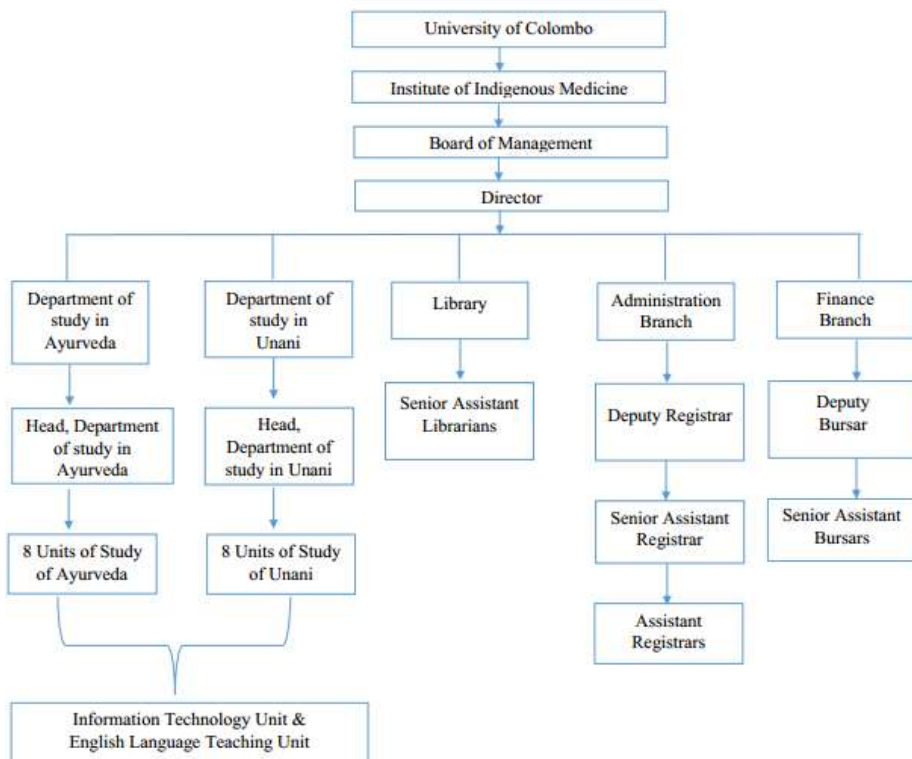 University of Colombo
Institute of Indigenous Medicine
Board of Management
Director
Department of
study in
Ayurveda
Department of
study in
Unani
Library
Administration
Branch
Finance
Branch
Head, Department
of study in
Ayurveda
Head,
Department of
study in Unani
Senior Assistant
Librarians
Deputy Registrar
Deputy
Bursar
8 Units of Study
of Ayurveda
8 Units of Study
of Unani
Senior Assistant
Registrar
Senior Assistant
Bursars
Assistant
Registrars
Information Technology Unit &
English Language Teaching Unit